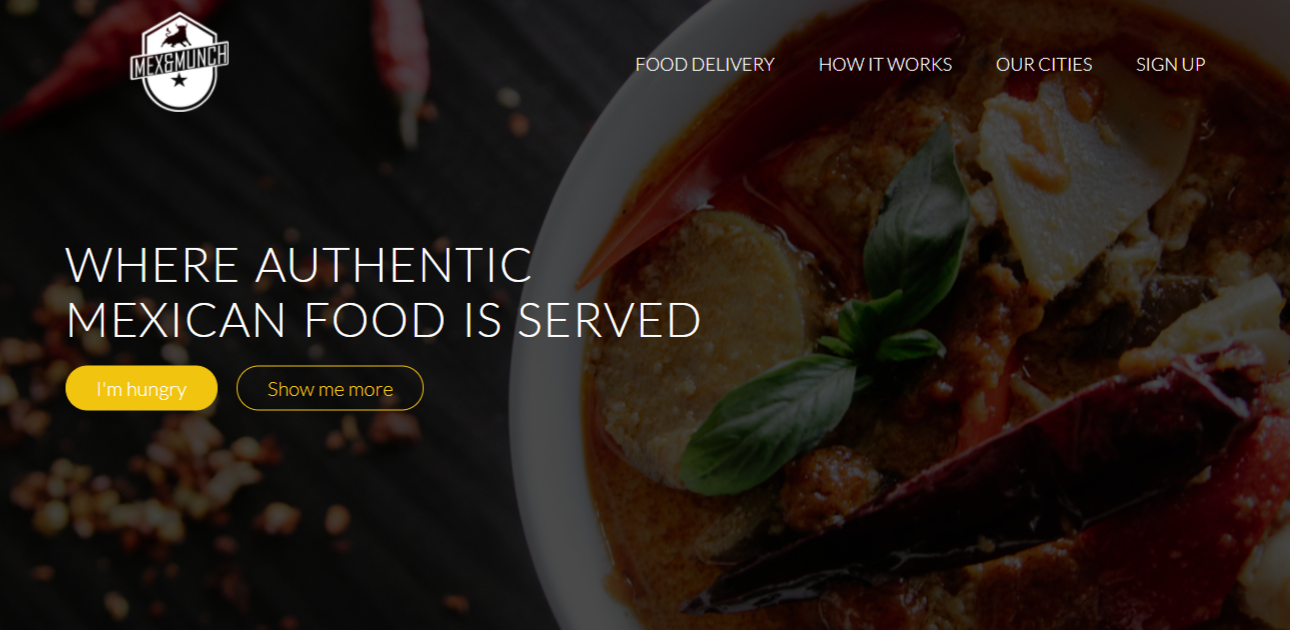 MEX&MUNCH
FOOD DELIVERY HOW IT WORKS OUR CITIES SIGN UP
WHERE AUTHENTIC
MEXICAN FOOD IS SERVED
I'm hungry Show me more